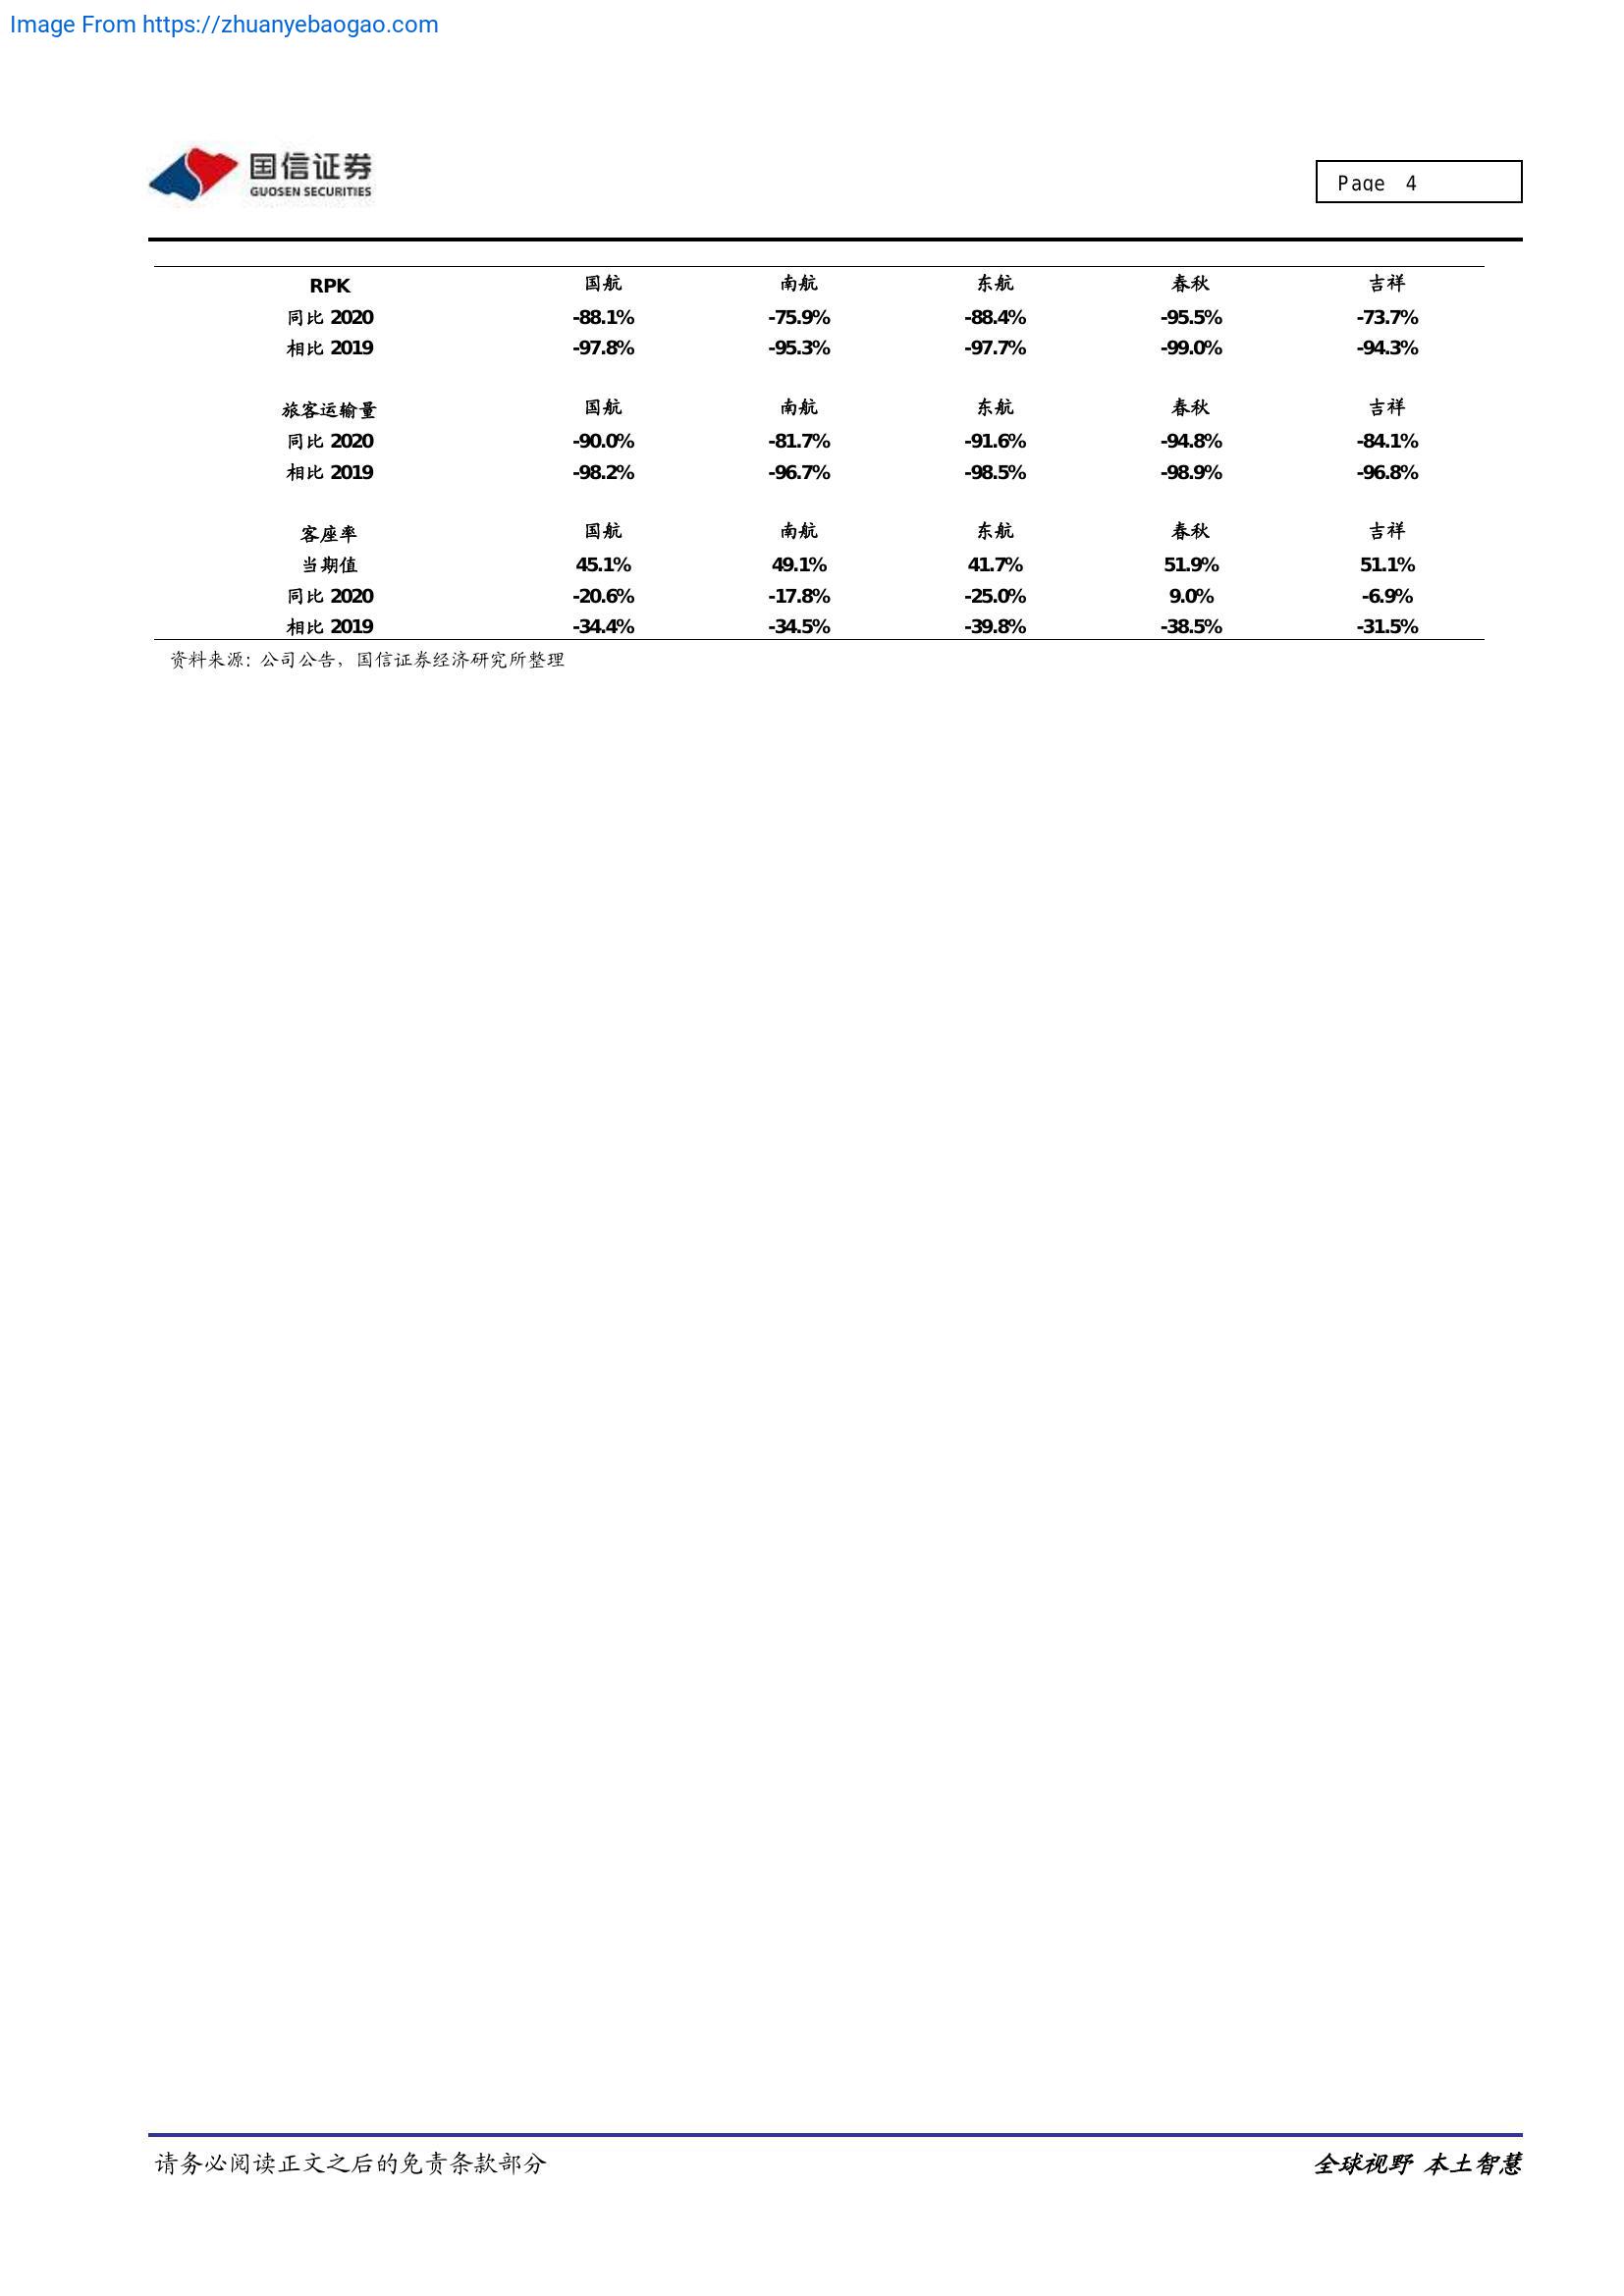 Image From https://zhuanyebaogao.com
国信证券
GUOSEN SECURITIES
Page 4
RPK 国航 南航 东航 春秋 吉祥
同比 2020 -88.1% -75.9% -88.4% -95.5% -73.7%
相比 2019 -97.8% -95.3% -97.7% -99.0% -94.3%
旅客运输量 国航 南航 东航 春秋 吉祥
同比 2020 -90.0% -81.7% -91.6% -94.8% -84.1%
相比 2019 -98.2% -96.7% -98.5% -98.9% -96.8%
客座率 国航 南航 东航 春秋 吉祥
当期值 45.1% 49.1% 41.7% 51.9% 51.1%
同比 2020 -20.6% -17.8% -25.0% 9.0% -6.9%
相比 2019 -34.4% -34.5% -39.8% -38.5% -31.5%
资料来源：公司公告，国信证券经济研究所整理
请务必阅读正文之后的免责条款部分
全球视野 本土智慧